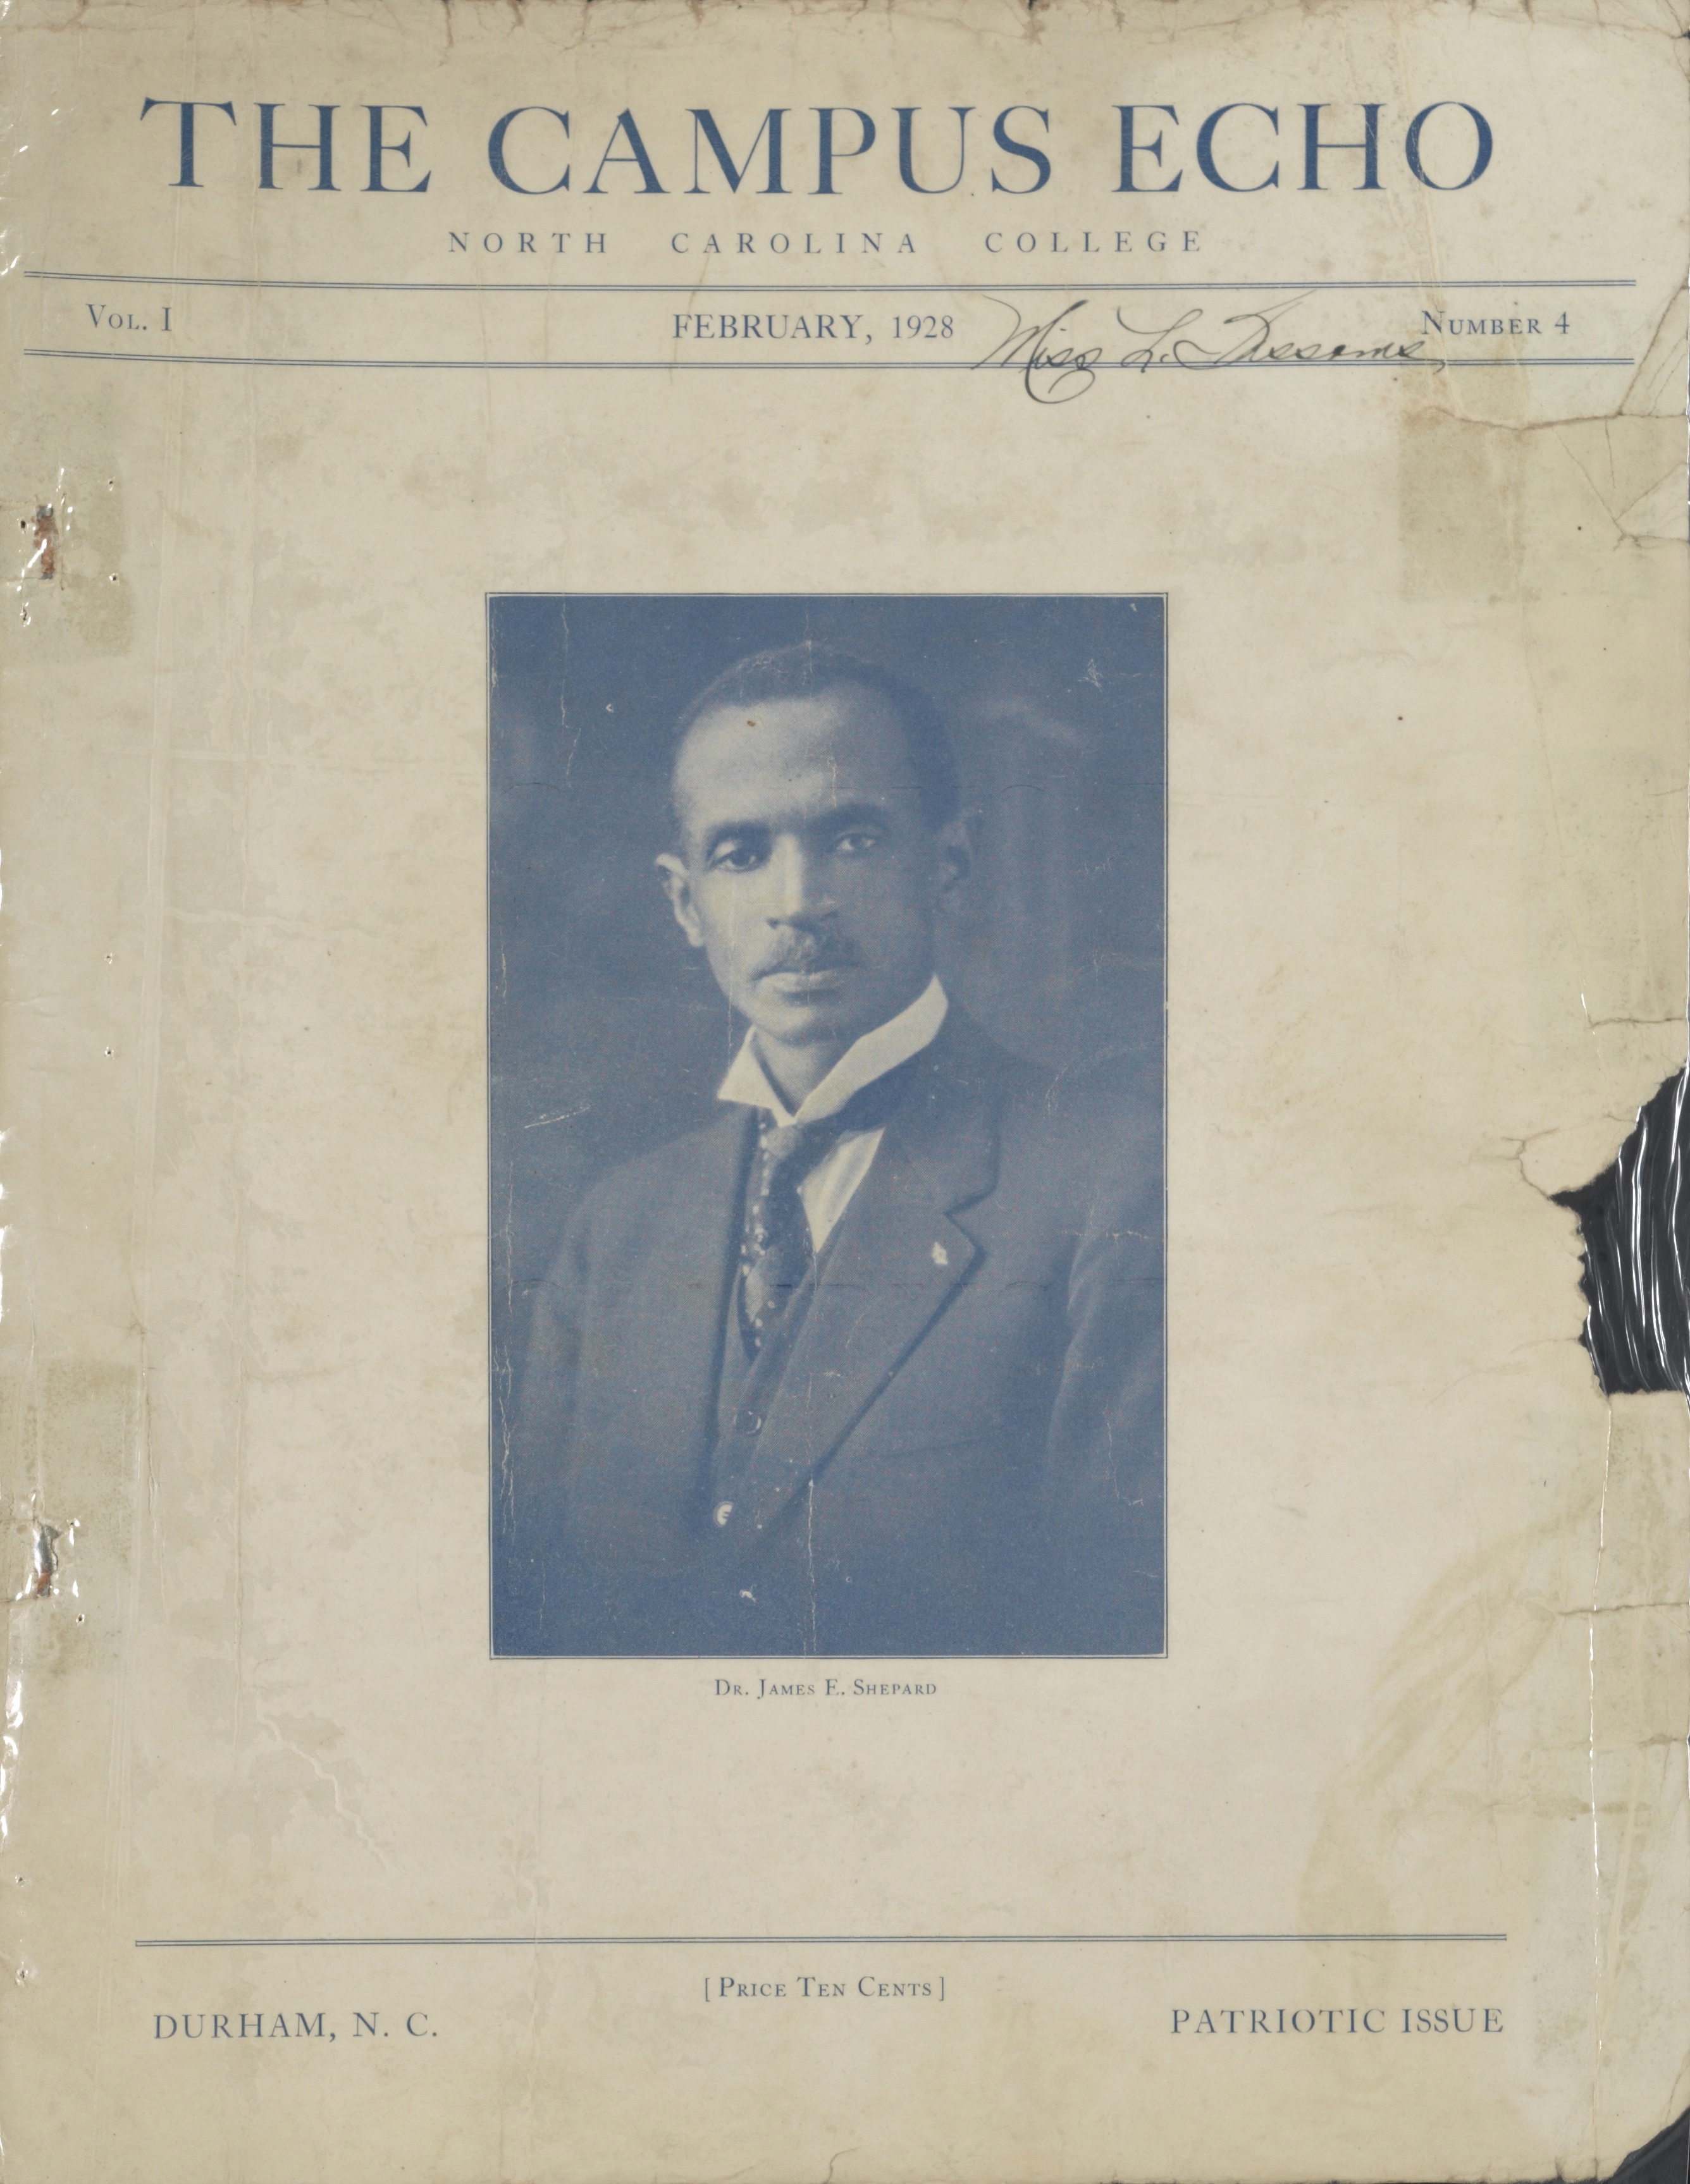 THE CAMPUS ECHO
NORTH CAROLINA COLLEGE
VOL. I FEBRUARY, 1928 Miss L. NUMBER 4
DR. JAMES E. SHEPARD
[PRICE TEN CENTS]
DURHAM, N. C. PATRIOTIC ISSUE